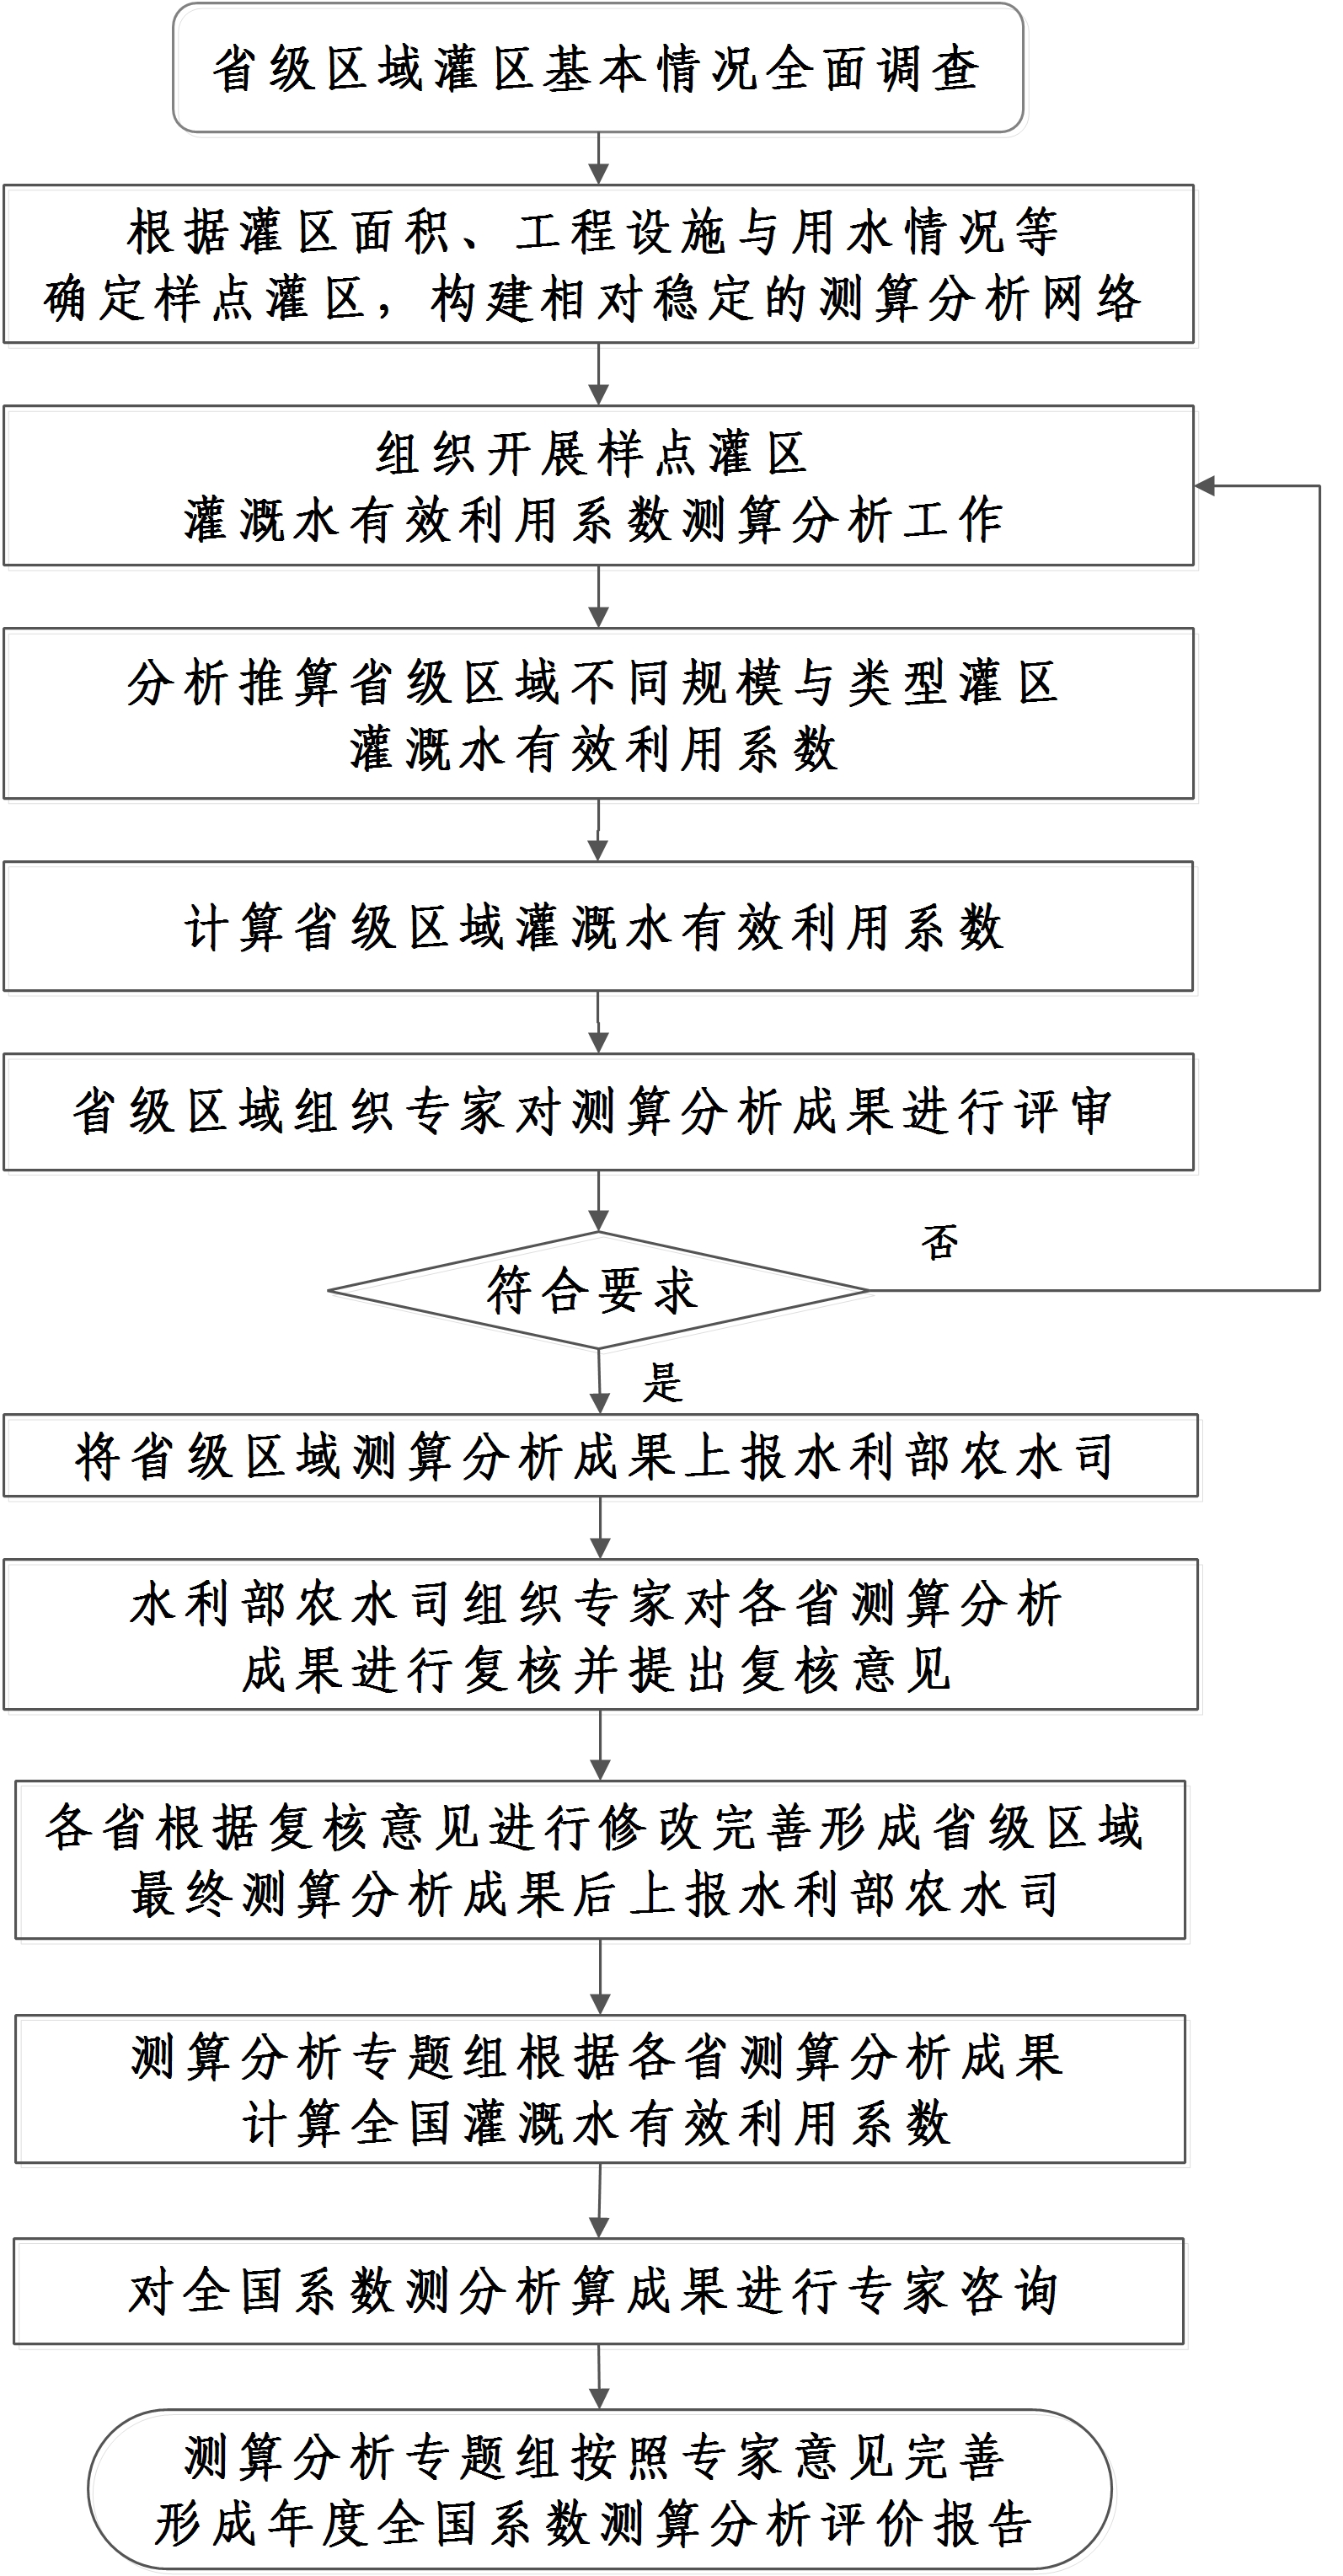 省级区域灌区基本情况全面调查
根据灌区面积、工程设施与用水情况等
确定样点灌区，构建相对稳定的测算分析网络
组织开展样点灌区
灌溉水有效利用系数测算分析工作
分析推算省级区域不同规模与类型灌区
灌溉水有效利用系数
计算省级区域灌溉水有效利用系数
省级区域组织专家对测算分析成果进行评审
否
符合要求
是
将省级区域测算分析成果上报水利部农水司
水利部农水司组织专家对各省测算分析
成果进行复核并提出复核意见
各省根据复核意见进行修改完善形成省级区域
最终测算分析成果后上报水利部农水司
测算分析专题组根据各省测算分析成果
计算全国灌溉水有效利用系数
对全国系数测分析算成果进行专家咨询
测算分析专题组按照专家意见完善
形成年度全国系数测算分析评价报告